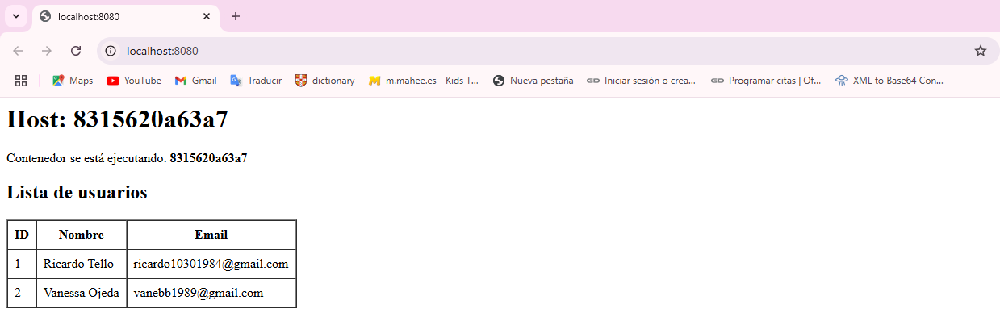 localhost:8080
localhost:8080
Maps YouTube Gmail Traducir dictionary m.mahee.es - Kids T... Nueva pestaña Iniciar sesión o crea... Programar citas | Of... XML to Base64 Con...
Host: 8315620a63a7
Contenedor se está ejecutando: 8315620a63a7
Lista de usuarios
ID Nombre Email
1 Ricardo Tello ricardo10301984@gmail.com
2 Vanessa Ojeda vanebb1989@gmail.com